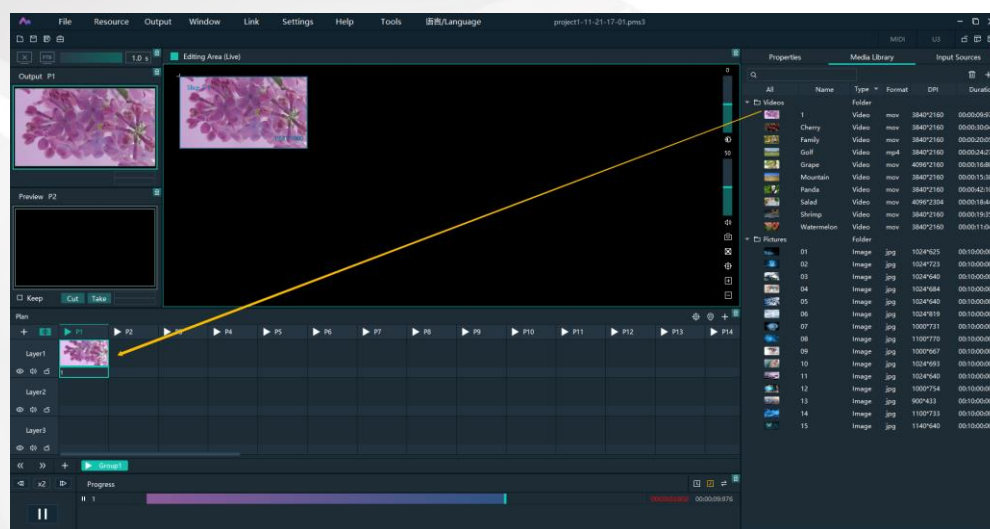 File Resource Output Window Link Settings Help Tools 语言/Language project1-11-21-17-01.pms3
MIDI U3
1.0 s Editing Area (Live) Properties Media Library Input Sources
Output P1
All Name Type Format DPI Duratio
Videos Folder
1 Video mov 3840*2160
Cherry Video mov 3840*2160
Family Video mov 3840*2160
Golf Video mp4 3840*2160
Grape Video mov 4096*2160
Mountain Video mov 3840*2160
Panda Video mov 3840*2160
Salad Video mov 4096*2304
Shrimp Video mov 3840*2160
Watermelon Video mov 3840*2160
Pictures Folder
01 Image jpg 1024*625
02 Image jpg 1024*723
03 Image jpg 1024*640
04 Image jpg 1024*684
05 Image jpg 1024*640
06 Image jpg 1024*819
07 Image jpg 1000*731
08 Image jpg 1100*770
09 Image jpg 1000*667
10 Image jpg 1024*693
11 Image jpg 1024*640
12 Image jpg 1000*754
13 Image jpg 900*433
14 Image jpg 1100*733
15 Image jpg 1140*640
0
50
Preview P2
Keep Cut Take
Plan
P1 P2 P3 P4 P5 P6 P7 P8 P9 P10 P11 P12 P13 P14
Layer1
1
Layer2
Layer3
Group1
x2 Progress
1 00:00:09:976